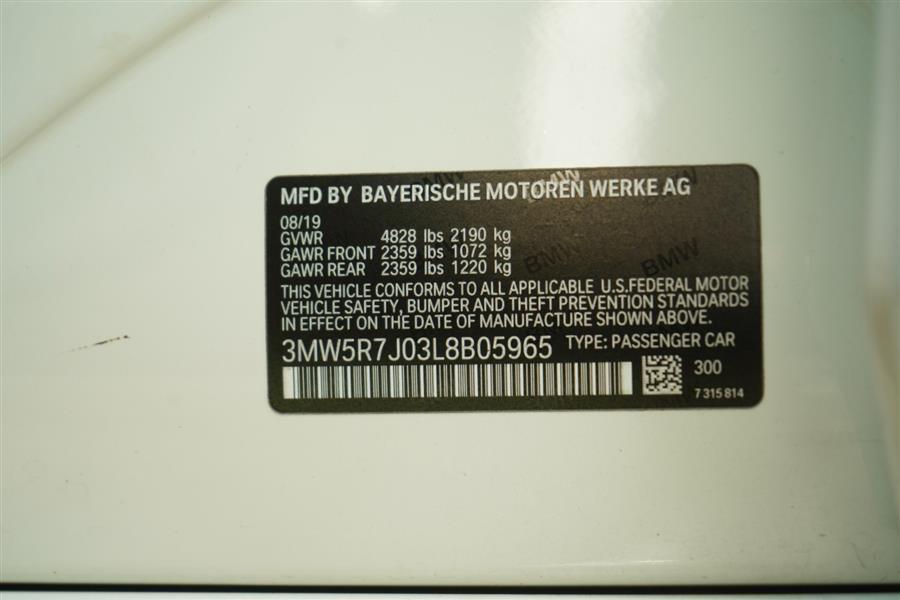 MFD BY BAYERISCHE MOTOREN WERKE AG
08/19
GVWR 4828 lbs 2190 kg
GAWR FRONT 2359 lbs 1072 kg
GAWR REAR 2359 lbs 1220 kg
THIS VEHICLE CONFORMS TO ALL APPLICABLE U.S.FEDERAL MOTOR
VEHICLE SAFETY, BUMPER AND THEFT PREVENTION STANDARDS
IN EFFECT ON THE DATE OF MANUFACTURE SHOWN ABOVE.
3MW5R7J03L8B05965 TYPE: PASSENGER CAR
300
7 315 814
BMW
BMW
BMW